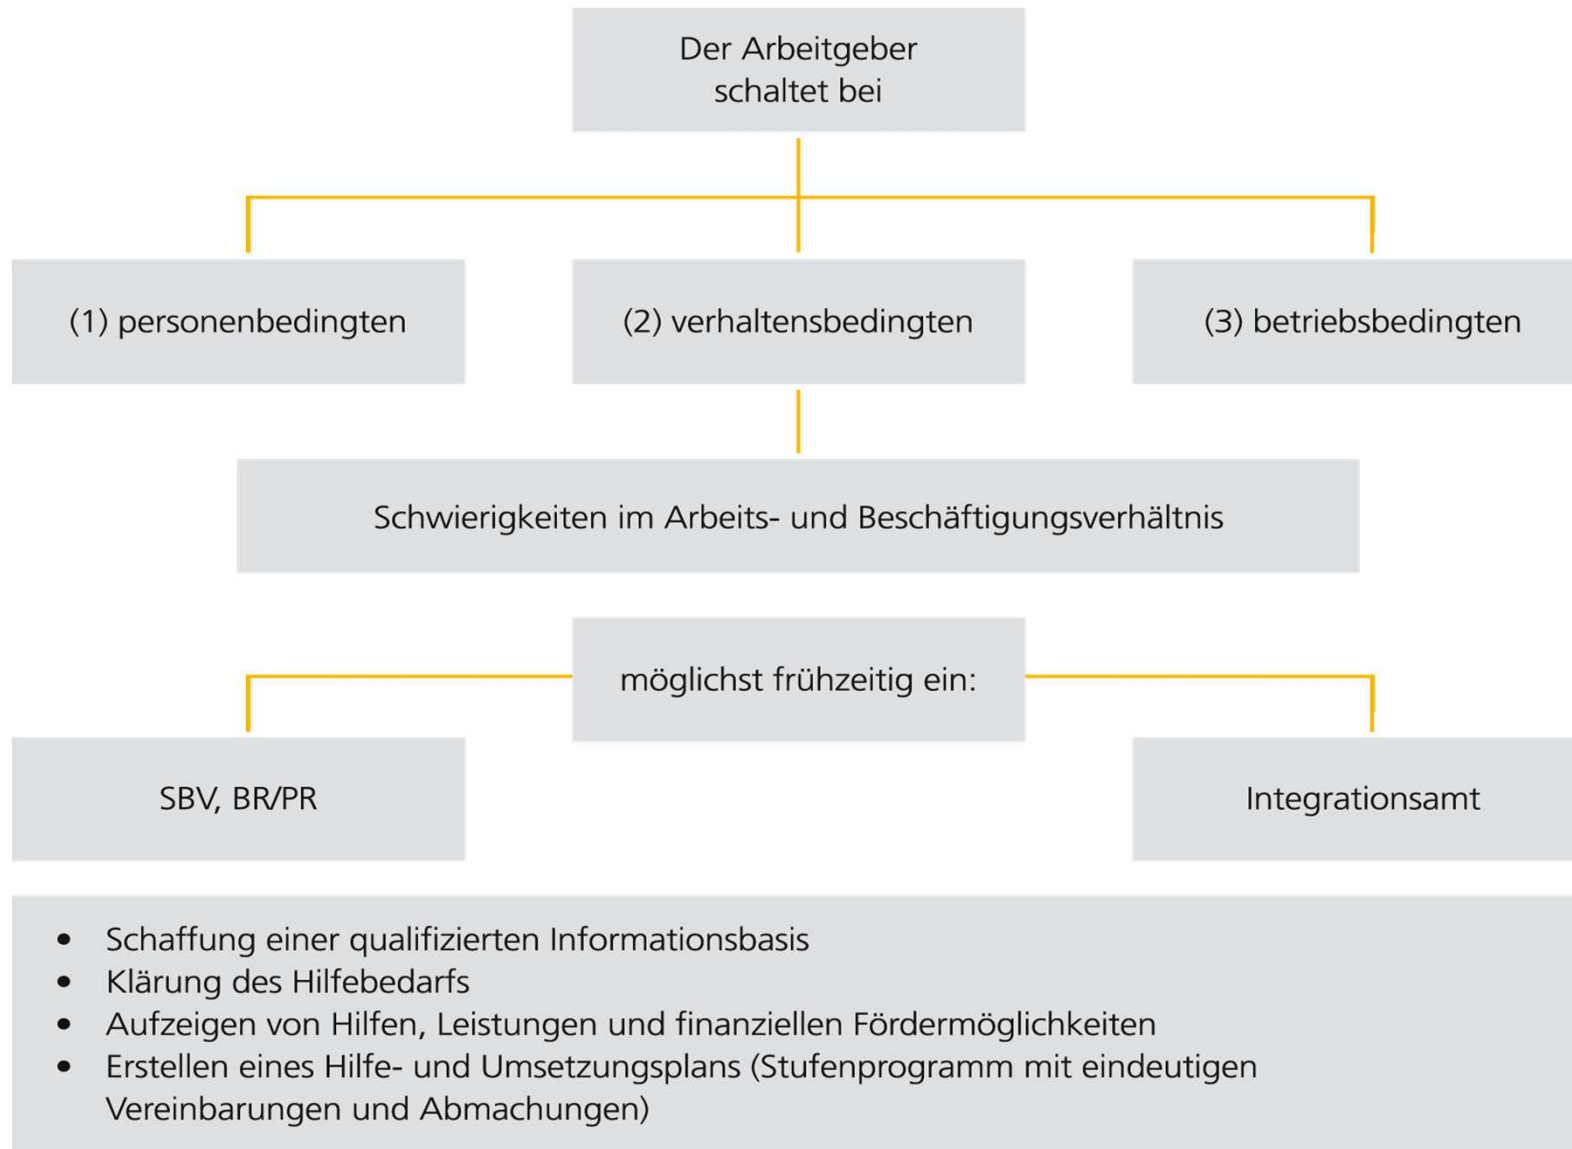 Der Arbeitgeber
schaltet bei
(1) personenbedingten
(2) verhaltensbedingten
(3) betriebsbedingten
Schwierigkeiten im Arbeits- und Beschäftigungsverhältnis
möglichst frühzeitig ein:
SBV, BR/PR
Integrationsamt
• Schaffung einer qualifizierten Informationsbasis
• Klärung des Hilfebedarfs
• Aufzeigen von Hilfen, Leistungen und finanziellen Fördermöglichkeiten
• Erstellen eines Hilfe- und Umsetzungsplans (Stufenprogramm mit eindeutigen
Vereinbarungen und Abmachungen)